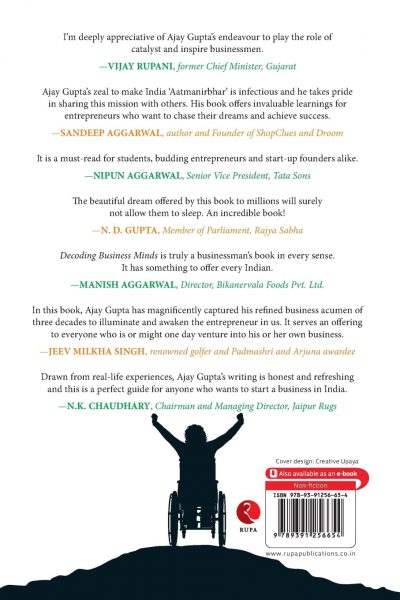 I'm deeply appreciative of Ajay Gupta's endeavour to play the role of
catalyst and inspire businessmen.
—VIJAY RUPANI, former Chief Minister, Gujarat
Ajay Gupta's zeal to make India 'Aatmanirbhar' is infectious and he takes pride
in sharing this mission with others. His book offers invaluable learnings for
entrepreneurs who want to chase their dreams and achieve success.
—SANDEEP AGGARWAL, author and Founder of ShopClues and Droom
It is a must-read for students, budding entrepreneurs and start-up founders alike.
—NIPUN AGGARWAL, Senior Vice President, Tata Sons
The beautiful dream offered by this book to millions will surely
not allow them to sleep. An incredible book!
—N. D. GUPTA, Member of Parliament, Rajya Sabha
Decoding Business Minds is truly a businessman's book in every sense.
It has something to offer every Indian.
—MANISH AGGARWAL, Director, Bikanervala Foods Pvt. Ltd.
In this book, Ajay Gupta has magnificently captured his refined business acumen of
three decades to illuminate and awaken the entrepreneur in us. It serves an offering
to everyone who is or might one day venture into his or her own business.
—JEEV MILKHA SINGH, renowned golfer and Padmashri and Arjuna awardee
Drawn from real-life experiences, Ajay Gupta's writing is honest and refreshing
and this is a perfect guide for anyone who wants to start a business in India.
—N.K. CHAUDHARY, Chairman and Managing Director, Jaipur Rugs
Cover design: Creative Upaya
Also available as an e-book
Non-fiction
ISBN 978-93-91256-65-4
9789391256654
RUPA
www.rupapublications.co.in